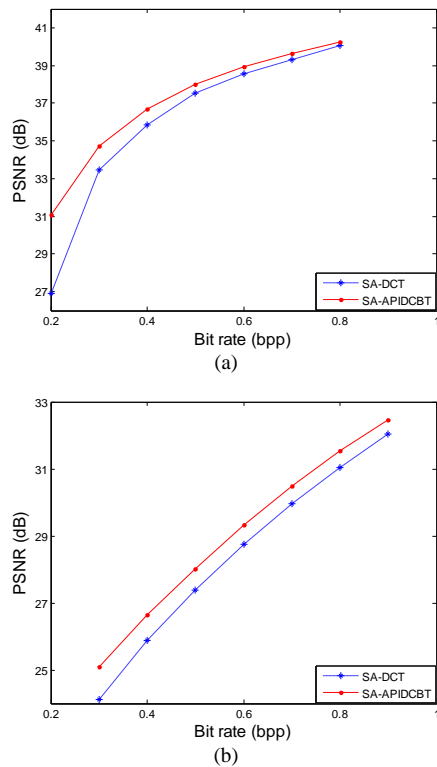 41
39
37
35
33
31
29
27
PSNR (dB)
SA-DCT
SA-APIDCBT
0.2 0.4 0.6 0.8 1
Bit rate (bpp)
(a)
33
31
29
27
25
PSNR (dB)
SA-DCT
SA-APIDCBT
0.2 0.4 0.6 0.8 1
Bit rate (bpp)
(b)